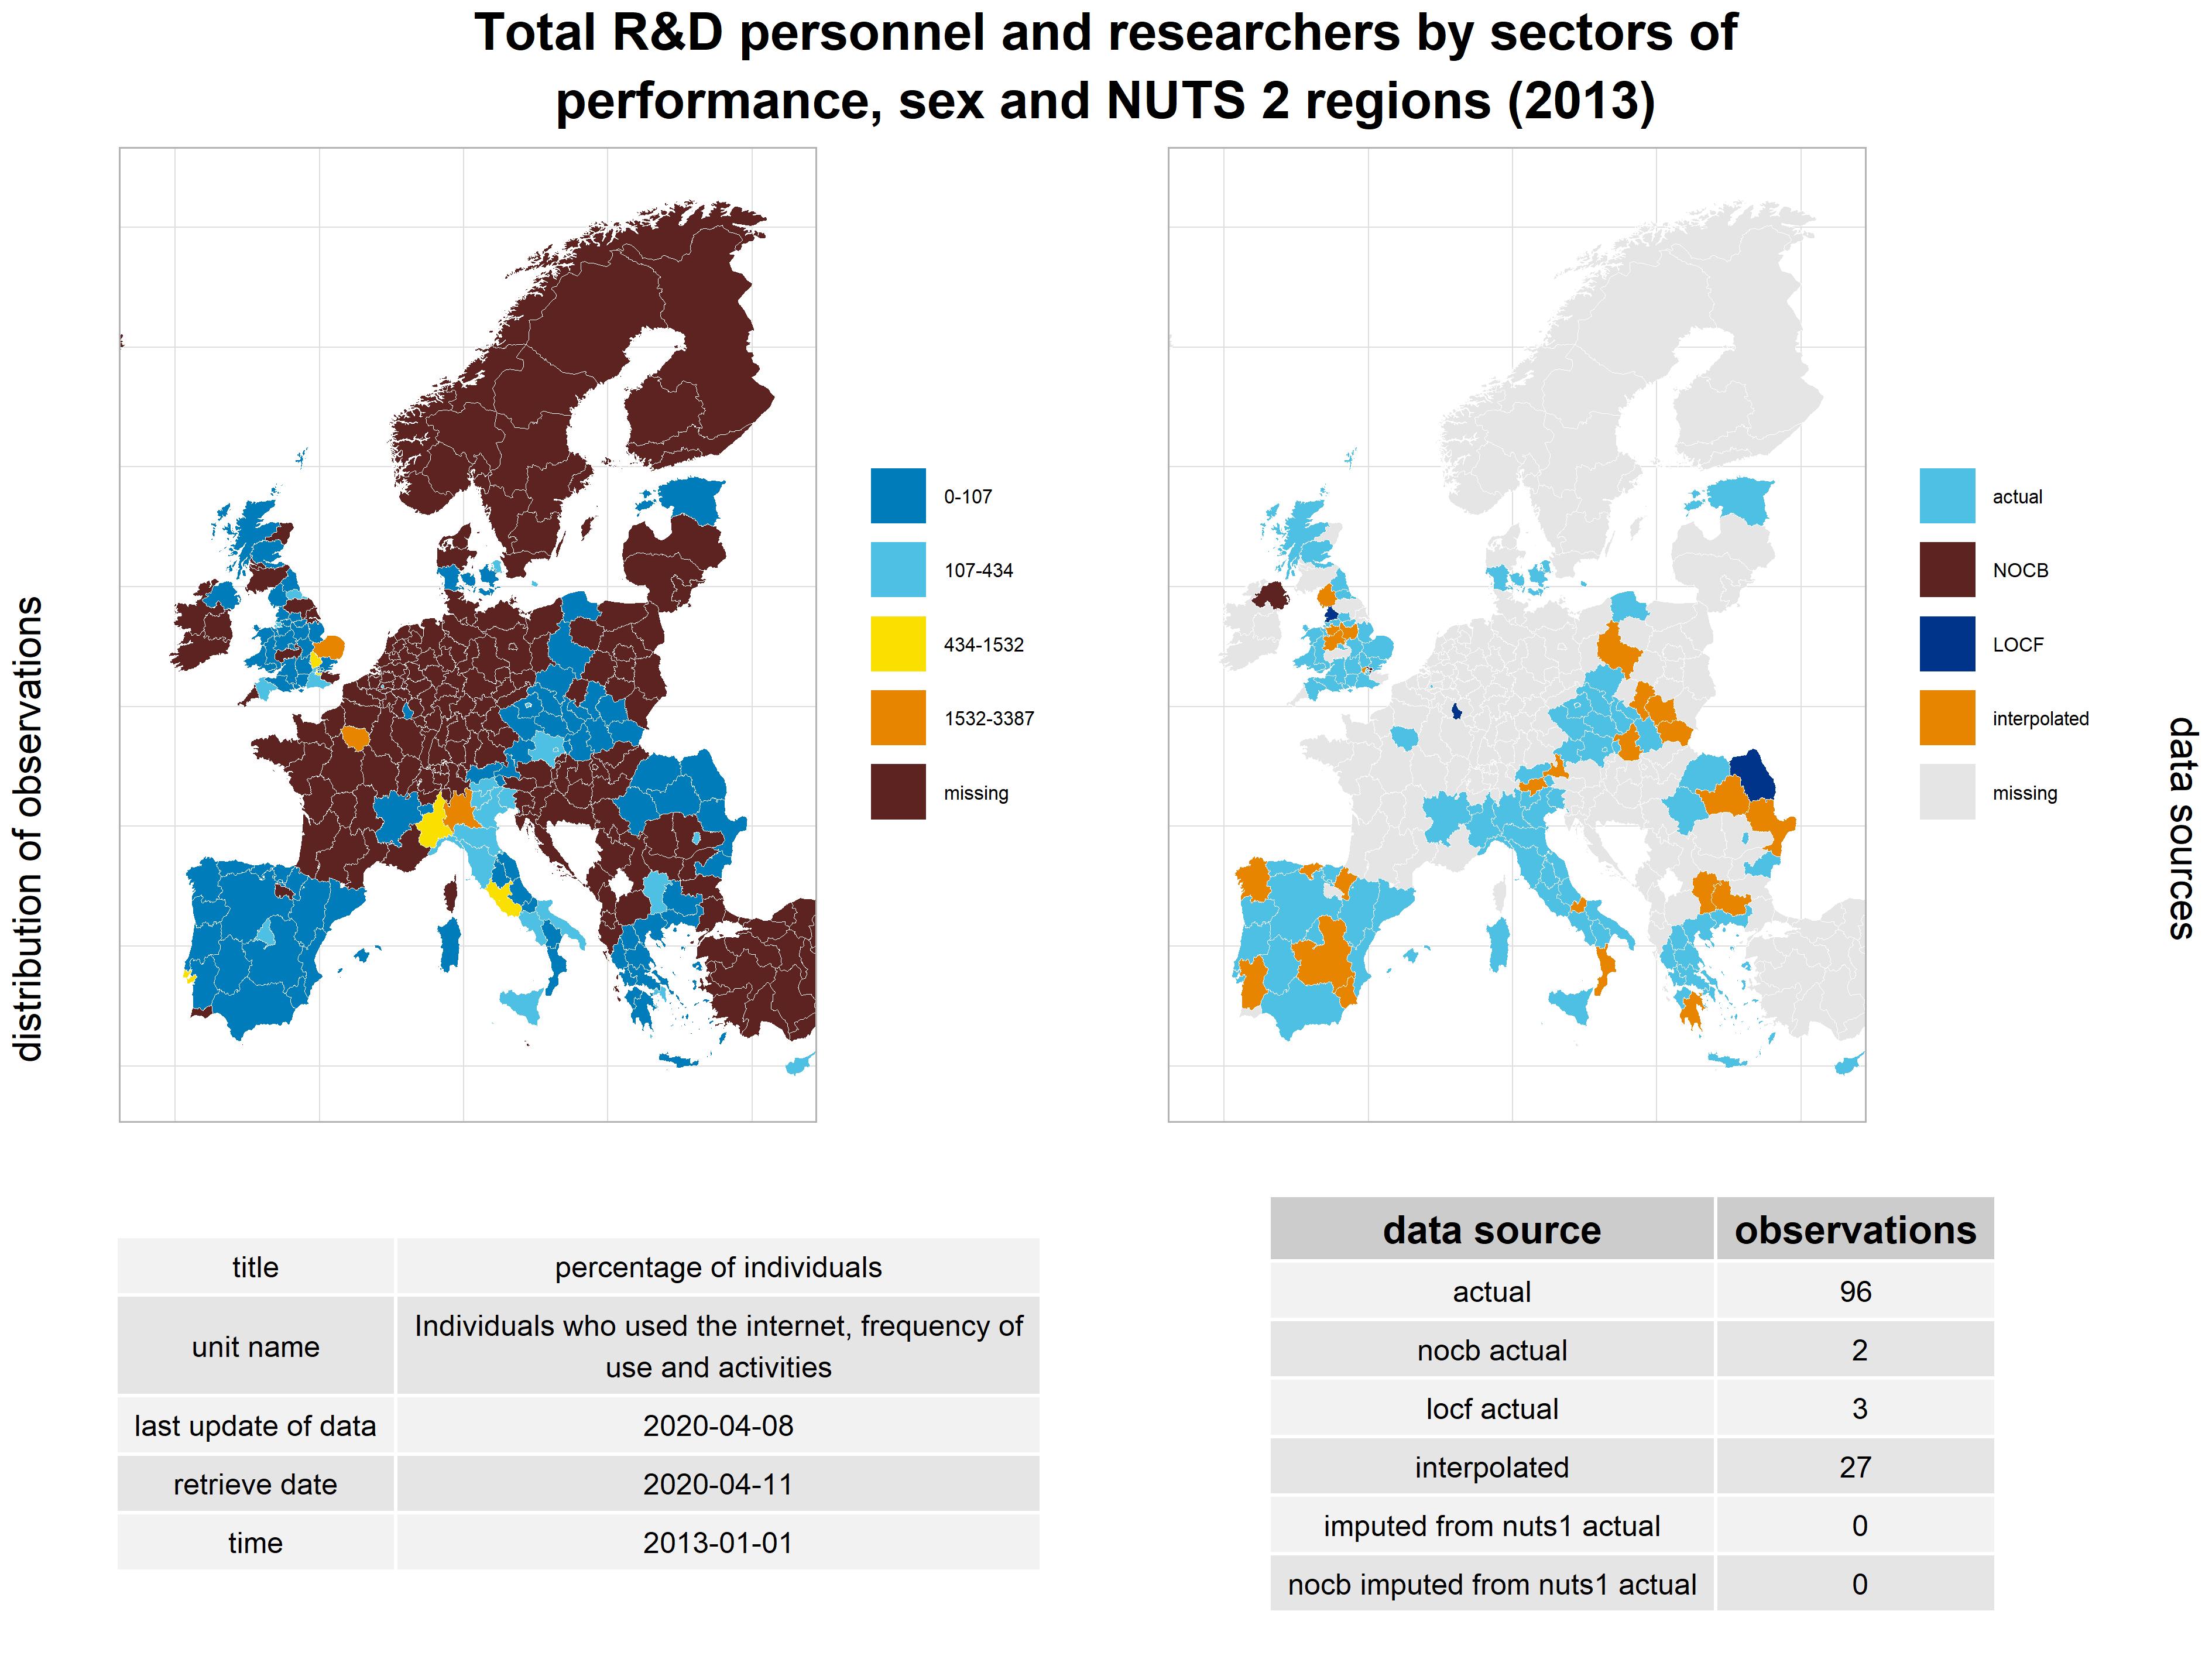 Total R&D personnel and researchers by sectors of
performance, sex and NUTS 2 regions (2013)
distribution of observations
0-107
107-434
434-1532
1532-3387
missing
actual
NOCB
LOCF
interpolated
missing
data sources
title percentage of individuals
unit name Individuals who used the internet, frequency of
use and activities
last update of data 2020-04-08
retrieve date 2020-04-11
time 2013-01-01
data source observations
actual 96
nocb actual 2
locf actual 3
interpolated 27
imputed from nuts1 actual 0
nocb imputed from nuts1 actual 0